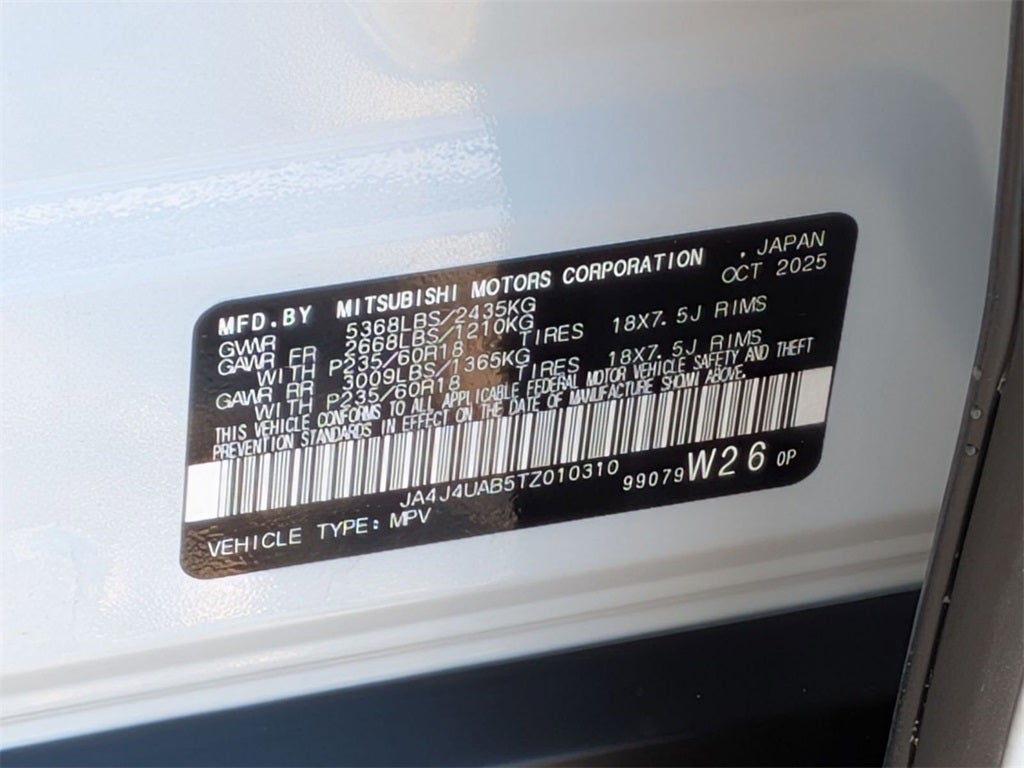 MFD.BY MITSUBISHI MOTORS CORPORATION , JAPAN
OCT 2025
GVWR 5368LBS/2435KG
GAWR FR 2668LBS/1210KG
WITH P235/60R18 TIRES 18X7.5J RIMS
GAWR RR 3009LBS/1365KG
WITH P235/60R18 TIRES 18X7.5J RIMS
THIS VEHICLE CONFORMS TO ALL APPLICABLE FEDERAL MOTOR VEHICLE SAFETY AND THEFT
PREVENTION STANDARDS IN EFFECT ON THE DATE OF MANUFACTURE SHOWN ABOVE.
JA4J4UAB5TZ010310 99079 W26 0P
VEHICLE TYPE: MPV